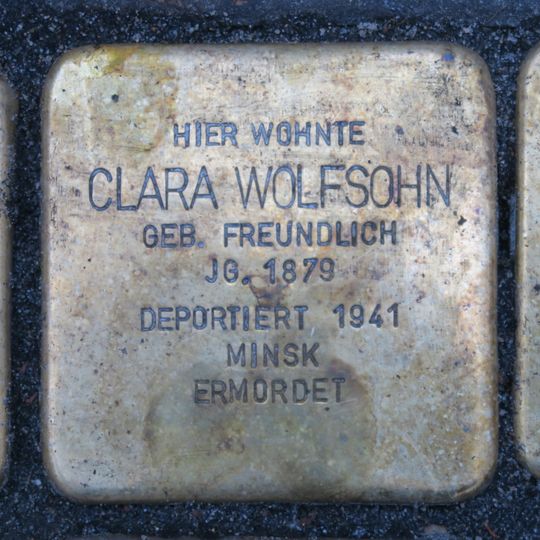 HIER WOHNTE
CLARA WOLFSOHN
GEB. FREUNDLICH
JG. 1879
DEPORTIERT 1941
MINSK
ERMORDET